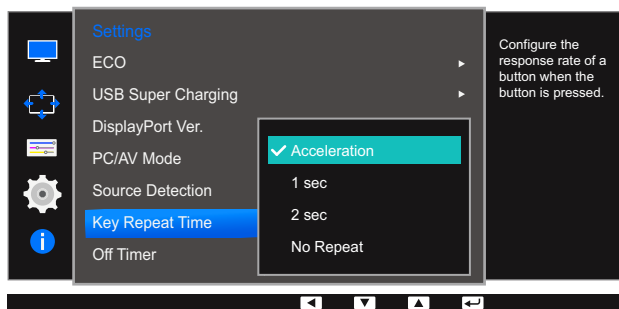 Settings
ECO
USB Super Charging
DisplayPort Ver.
PC/AV Mode
Source Detection
Key Repeat Time
Off Timer
Acceleration
1 sec
2 sec
No Repeat
Configure the
response rate of a
button when the
button is pressed.